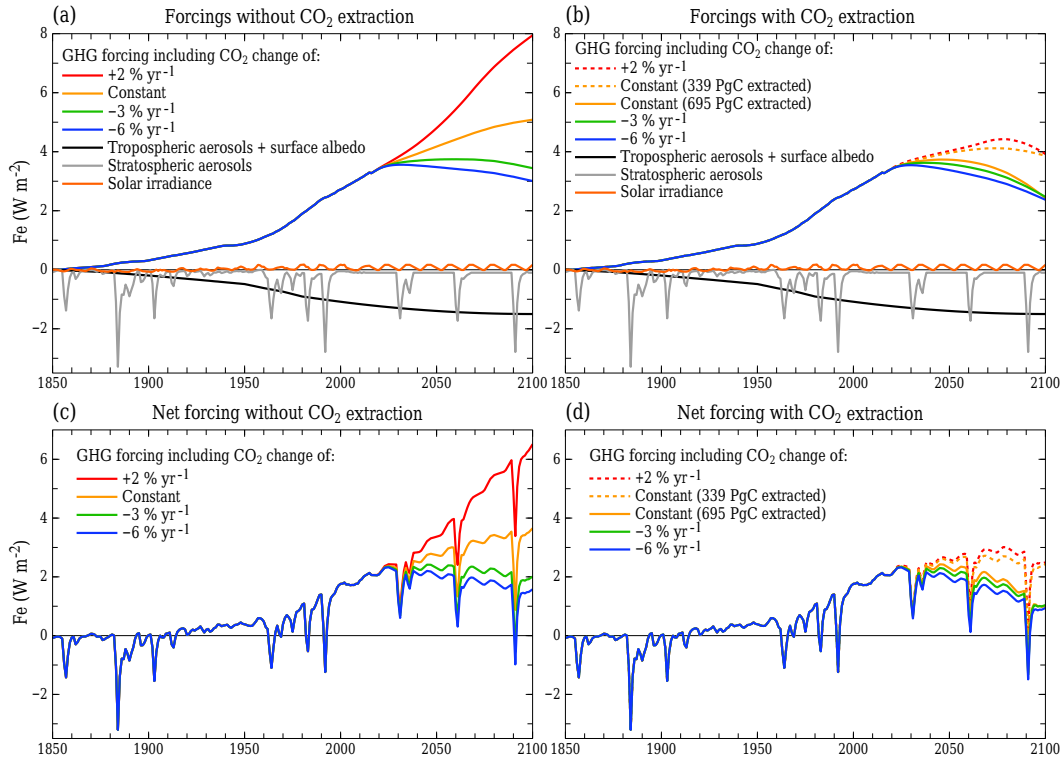 (a) Forcings without CO₂ extraction
8
6
4
2
0
−2
Fe (W m⁻²)
GHG forcing including CO₂ change of:
+2 % yr⁻¹
Constant
−3 % yr⁻¹
−6 % yr⁻¹
Tropospheric aerosols + surface albedo
Stratospheric aerosols
Solar irradiance
1850 1900 1950 2000 2050 2100
(b) Forcings with CO₂ extraction
8
6
4
2
0
−2
GHG forcing including CO₂ change of:
+2 % yr⁻¹
Constant (339 PgC extracted)
Constant (695 PgC extracted)
−3 % yr⁻¹
−6 % yr⁻¹
Tropospheric aerosols + surface albedo
Stratospheric aerosols
Solar irradiance
1850 1900 1950 2000 2050 2100
(c) Net forcing without CO₂ extraction
6
4
2
0
−2
Fe (W m⁻²)
GHG forcing including CO₂ change of:
+2 % yr⁻¹
Constant
−3 % yr⁻¹
−6 % yr⁻¹
1850 1900 1950 2000 2050 2100
(d) Net forcing with CO₂ extraction
6
4
2
0
−2
GHG forcing including CO₂ change of:
+2 % yr⁻¹
Constant (339 PgC extracted)
Constant (695 PgC extracted)
−3 % yr⁻¹
−6 % yr⁻¹
1850 1900 1950 2000 2050 2100